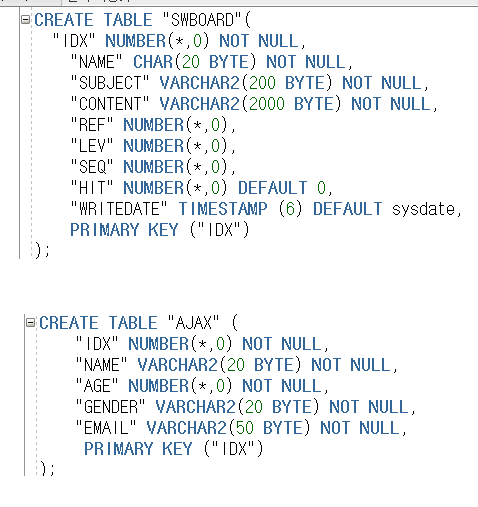 CREATE TABLE "SWBOARD"(
"IDX" NUMBER(*,0) NOT NULL,
"NAME" CHAR(20 BYTE) NOT NULL,
"SUBJECT" VARCHAR2(200 BYTE) NOT NULL,
"CONTENT" VARCHAR2(2000 BYTE) NOT NULL,
"REF" NUMBER(*,0),
"LEV" NUMBER(*,0),
"SEQ" NUMBER(*,0),
"HIT" NUMBER(*,0) DEFAULT 0,
"WRITEDATE" TIMESTAMP (6) DEFAULT sysdate,
PRIMARY KEY ("IDX")
);
CREATE TABLE "AJAX" (
"IDX" NUMBER(*,0) NOT NULL,
"NAME" VARCHAR2(20 BYTE) NOT NULL,
"AGE" NUMBER(*,0) NOT NULL,
"GENDER" VARCHAR2(20 BYTE) NOT NULL,
"EMAIL" VARCHAR2(50 BYTE) NOT NULL,
PRIMARY KEY ("IDX")
);